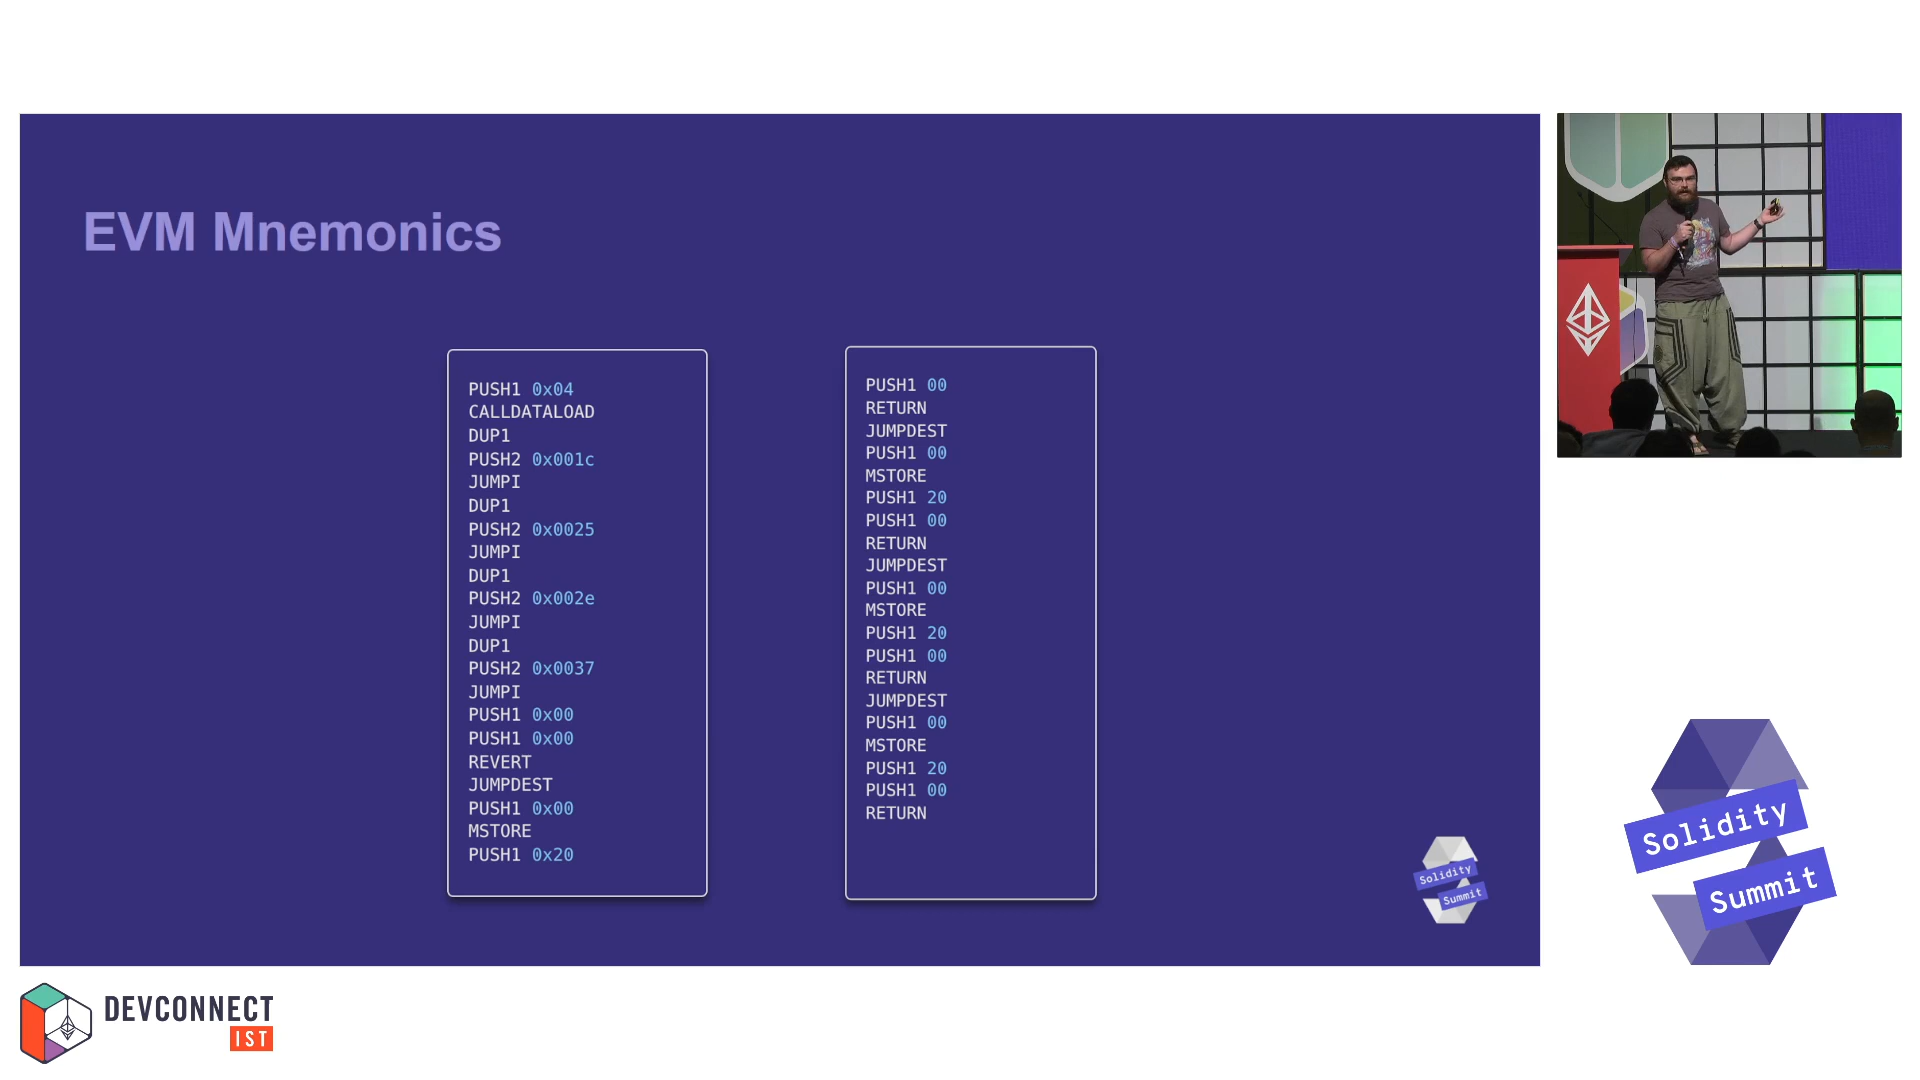 EVM Mnemonics
PUSH1 0x04
CALLDATALOAD
DUP1
PUSH2 0x001c
JUMPI
DUP1
PUSH2 0x0025
JUMPI
DUP1
PUSH2 0x002e
JUMPI
DUP1
PUSH2 0x0037
JUMPI
PUSH1 0x00
PUSH1 0x00
REVERT
JUMPDEST
PUSH1 0x00
MSTORE
PUSH1 0x20
PUSH1 00
RETURN
JUMPDEST
PUSH1 00
MSTORE
PUSH1 20
PUSH1 00
RETURN
JUMPDEST
PUSH1 00
MSTORE
PUSH1 20
PUSH1 00
RETURN
JUMPDEST
PUSH1 00
MSTORE
PUSH1 20
PUSH1 00
RETURN
Solidity
Summit
Solidity
Summit
DEVCONNECT
IST